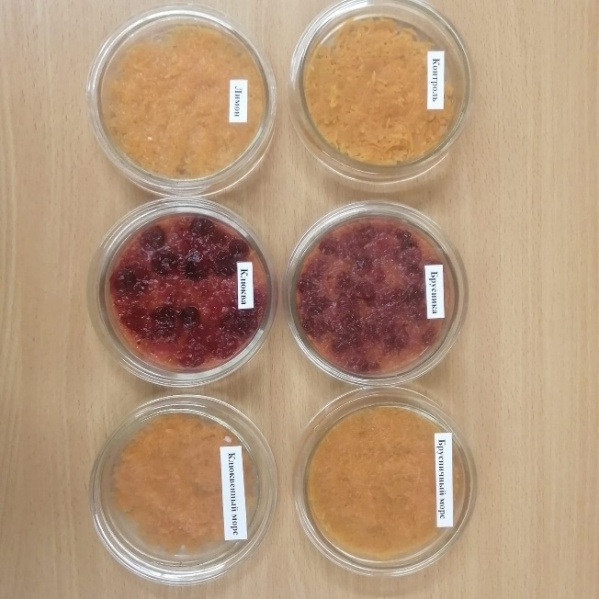 Контроль
Брусника
Брусничный морс
Лимон
Клюква
Клюквенный морс